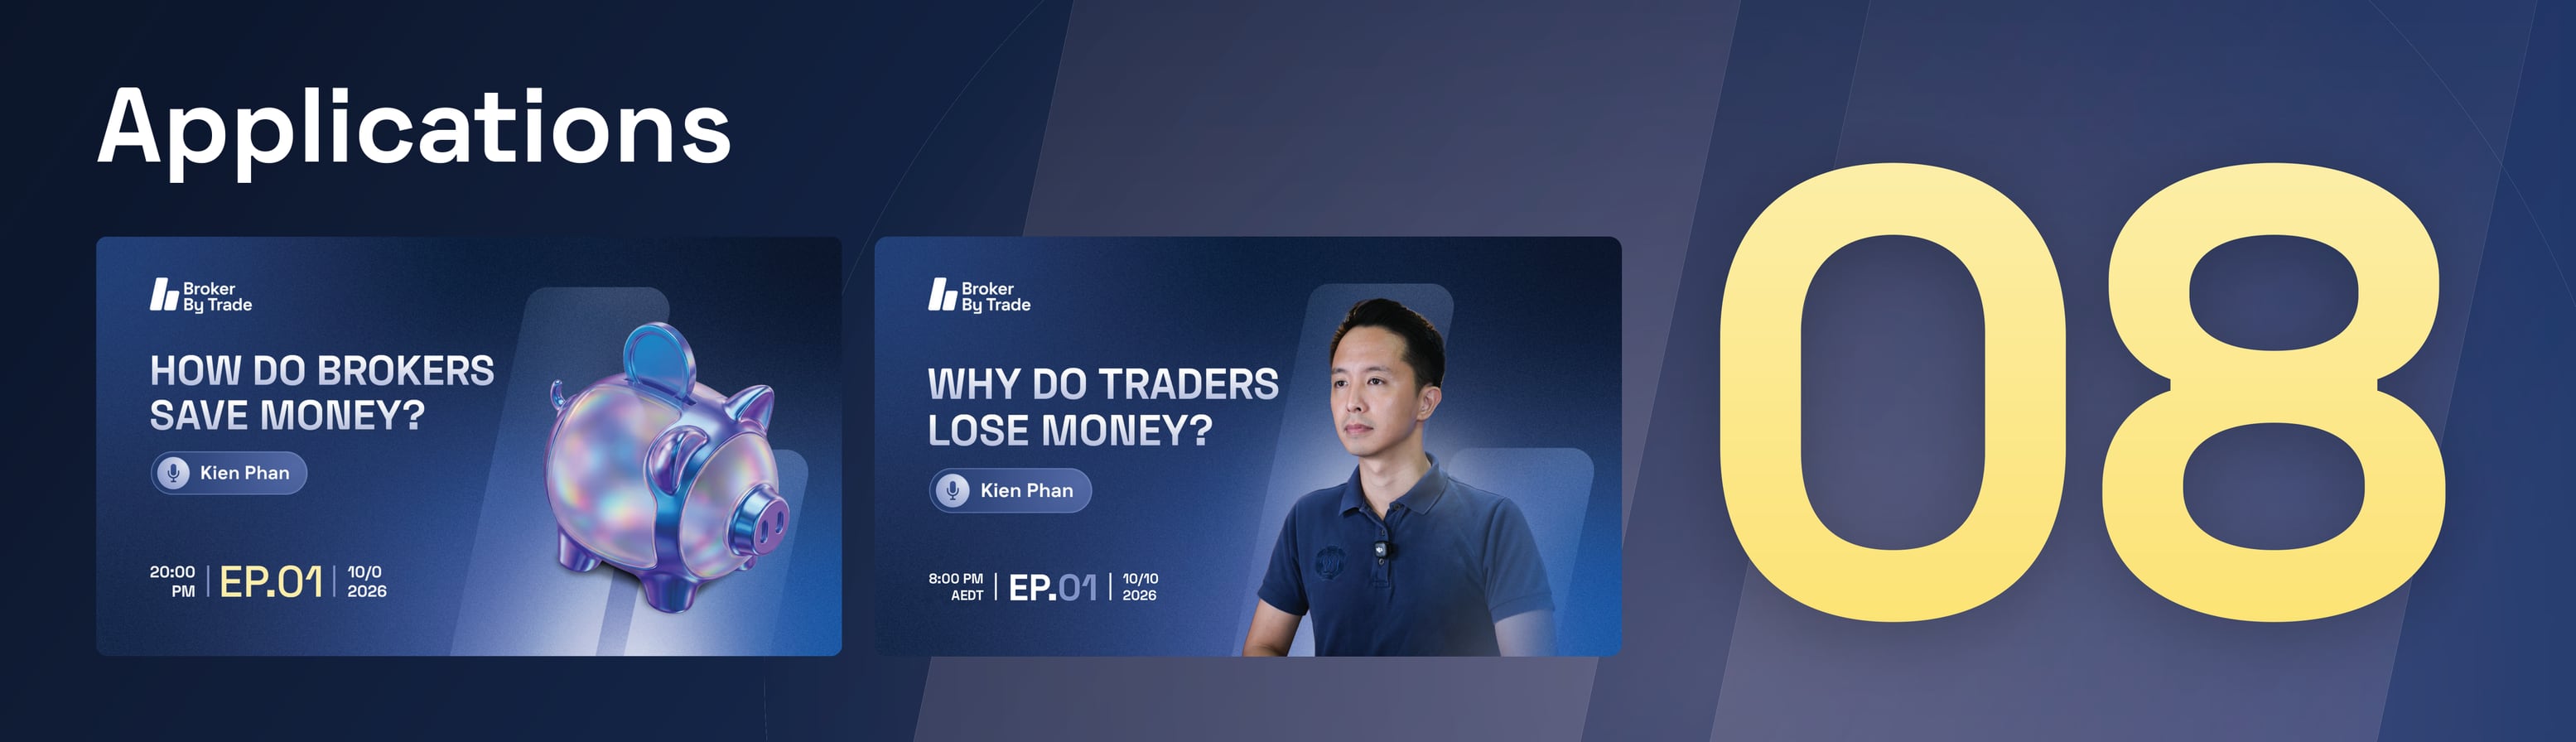 Applications
Broker
By Trade
HOW DO BROKERS
SAVE MONEY?
Kien Phan
20:00
PM
EP.01
10/0
2026
Broker
By Trade
WHY DO TRADERS
LOSE MONEY?
Kien Phan
8:00 PM
AEDT
EP.01
10/10
2026
08